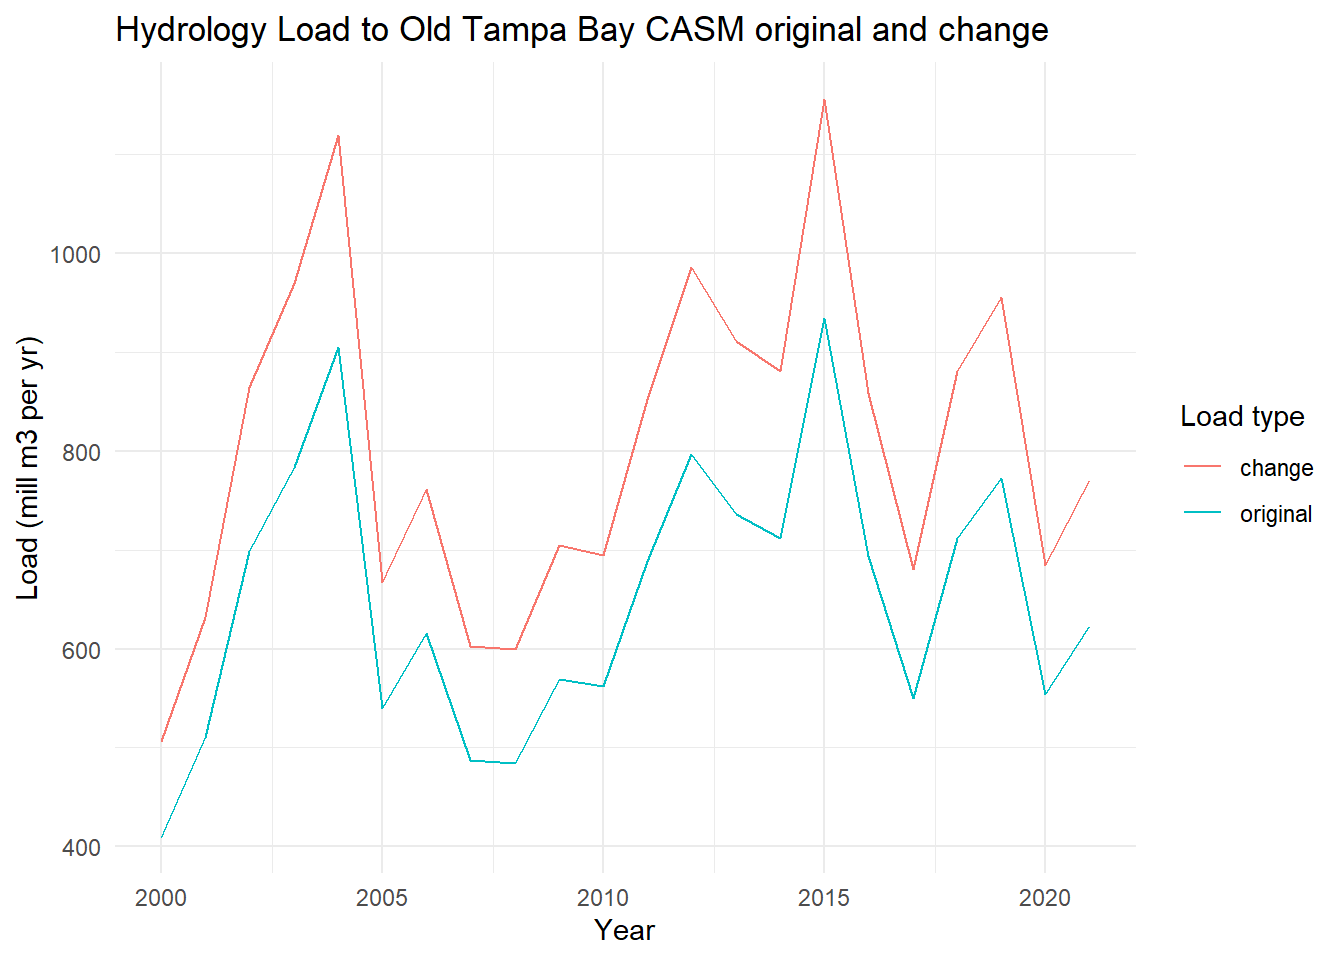 Hydrology Load to Old Tampa Bay CASM original and change
Load (mill m3 per yr)
1000
800
600
400
2000 2005 2010 2015 2020
Year
Load type
change
original